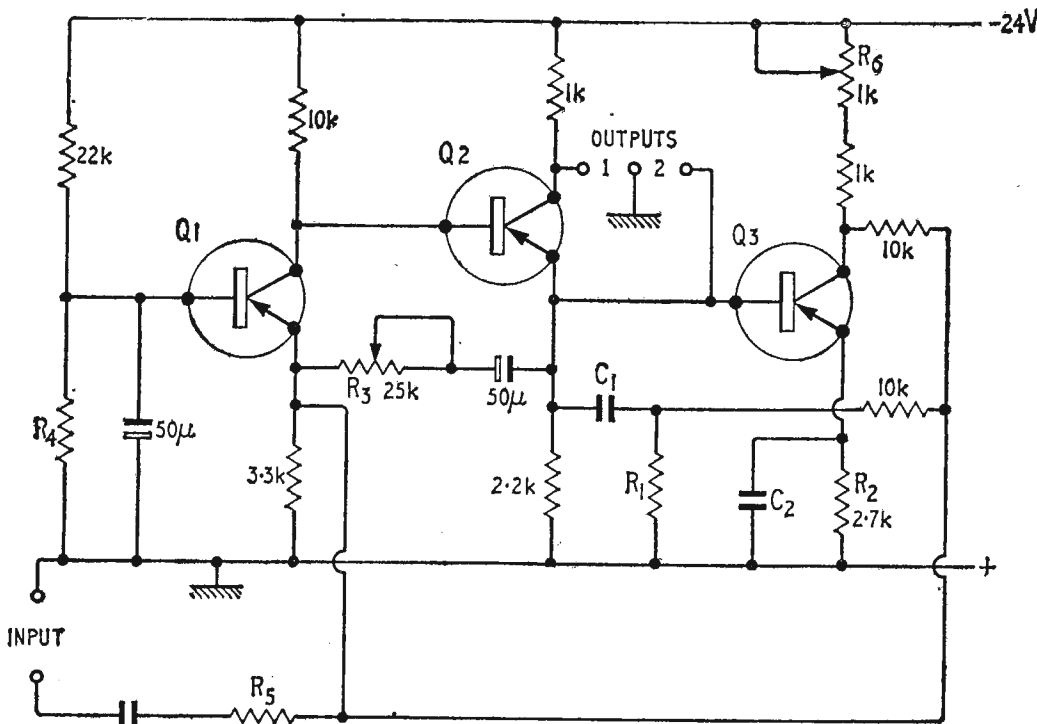 -24V
R6
1k
10k
1k
22k
Q2
OUTPUTS
1 2
1k
Q1
Q3
10k
R3 25k
50μ
C1
10k
R4
50μ
3·3k
2·2k
R1
C2
R2
2·7k
+
INPUT
R5